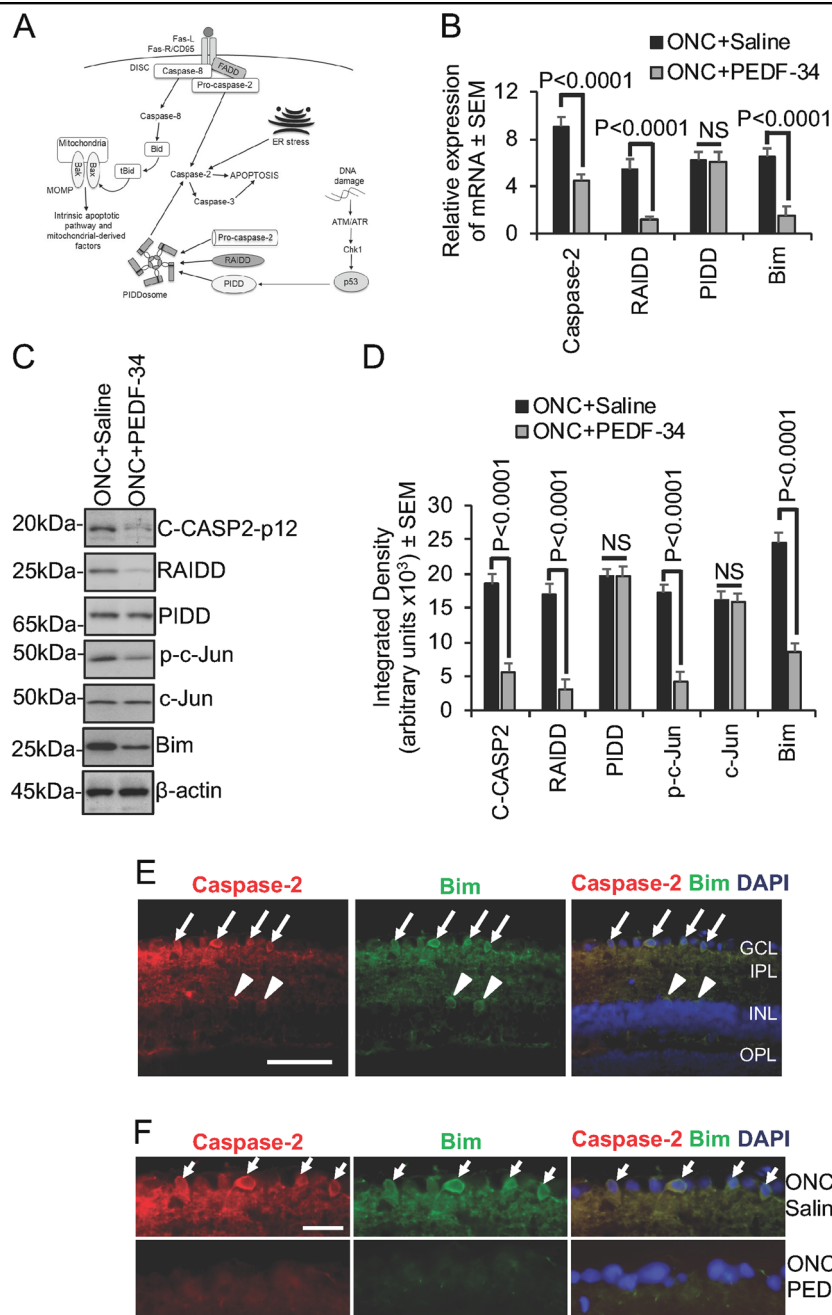 A
Fas-L
Fas-R/CD95
DISC
Caspase-8
FADD
Pro-caspase-2
Caspase-8
Bid
tBid
Mitochondria
Bak
Bax
MOMP
Intrinsic apoptotic
pathway and
mitochondrial-derived
factors
ER stress
Caspase-2
APOPTOSIS
Caspase-3
DNA
damage
ATM/ATR
Chk1
p53
Pro-caspase-2
RAIDD
PIDD
PIDDosome
B
ONC+Saline
ONC+PEDF-34
P<0.0001
P<0.0001
NS
P<0.0001
Relative expression
of mRNA ± SEM
12
8
4
0
Caspase-2
RAIDD
PIDD
Bim
C
ONC+Saline
ONC+PEDF-34
20kDa- C-CASP2-p12
25kDa- RAIDD
65kDa- PIDD
50kDa- p-c-Jun
50kDa- c-Jun
25kDa- Bim
45kDa- β-actin
D
ONC+Saline
ONC+PEDF-34
P<0.0001
P<0.0001
NS
P<0.0001
NS
P<0.0001
Integrated Density
(arbitrary units x10³) ± SEM
30
25
20
15
10
5
0
C-CASP2
RAIDD
PIDD
p-c-Jun
c-Jun
Bim
E
Caspase-2
Bim
Caspase-2 Bim DAPI
GCL
IPL
INL
OPL
F
Caspase-2
Bim
Caspase-2 Bim DAPI
ONC
Salin
ONC
PED